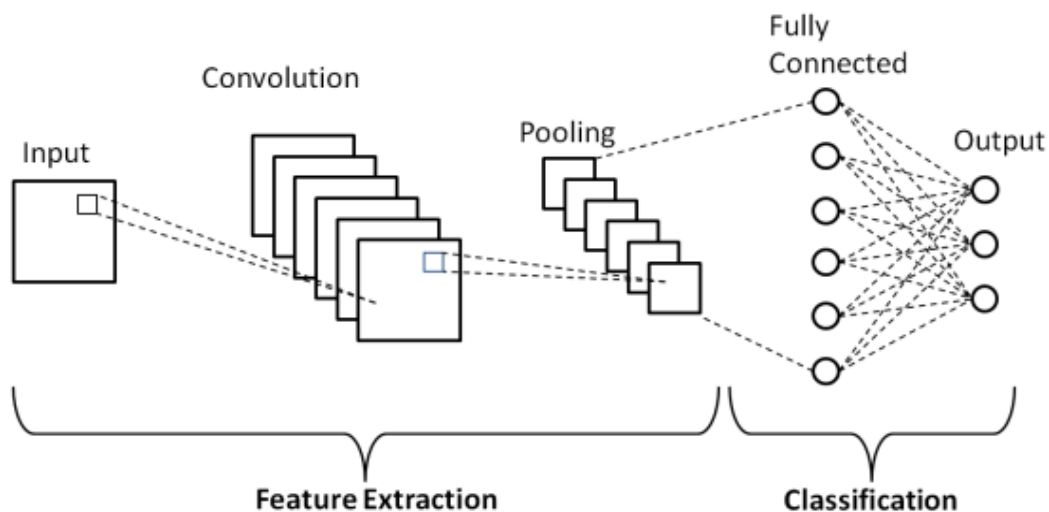 Input
Convolution
Pooling
Fully
Connected
Output
Feature Extraction
Classification